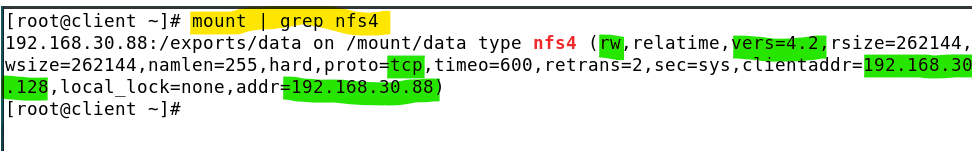 [root@client ~]# mount | grep nfs4
192.168.30.88:/exports/data on /mount/data type nfs4 (rw,relatime,vers=4.2,rsize=262144,
wsize=262144,namlen=255,hard,proto=tcp,timeo=600,retrans=2,sec=sys,clientaddr=192.168.30
.128,local_lock=none,addr=192.168.30.88)
[root@client ~]#